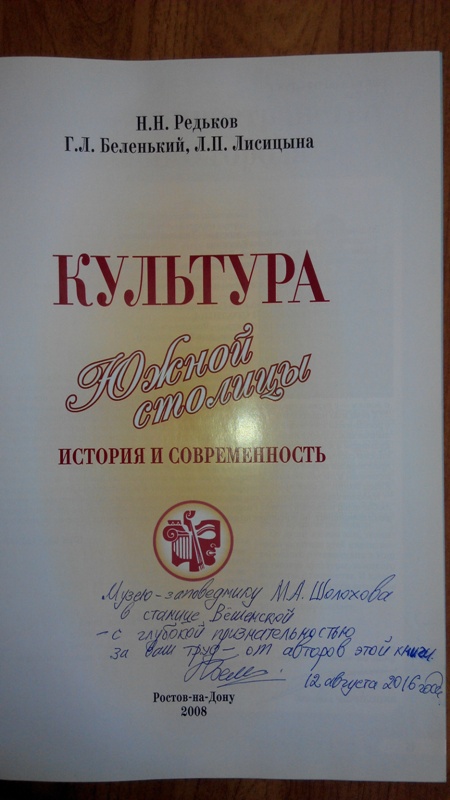 Н.Н. Редьков
Г.Л. Беленький, Л.П. Лисицына
КУЛЬТУРА
Южной
столицы
ИСТОРИЯ И СОВРЕМЕННОСТЬ
Музею-заповеднику М.А. Шолохова
в станице Вёшенской
- с глубокой признательностью
за ваш труд - от авторов этой книги.
12 августа 2016 года
Ростов-на-Дону
2008